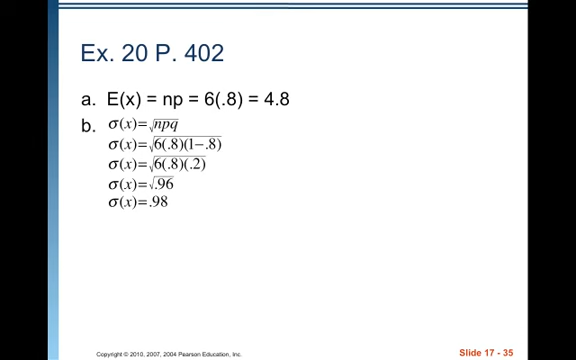 Ex. 20 P. 402
a. E(x) = np = 6(.8) = 4.8
b. σ(x)=√npq
σ(x)=√6(.8)(1−.8)
σ(x)=√6(.8)(.2)
σ(x)=√.96
σ(x)=.98
Copyright © 2010, 2007, 2004 Pearson Education, Inc.
Slide 17 - 35